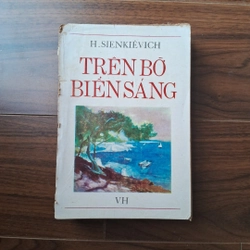 H. SIENKIÉVICH
TRÊN BỜ
BIỂN SÁNG
VH